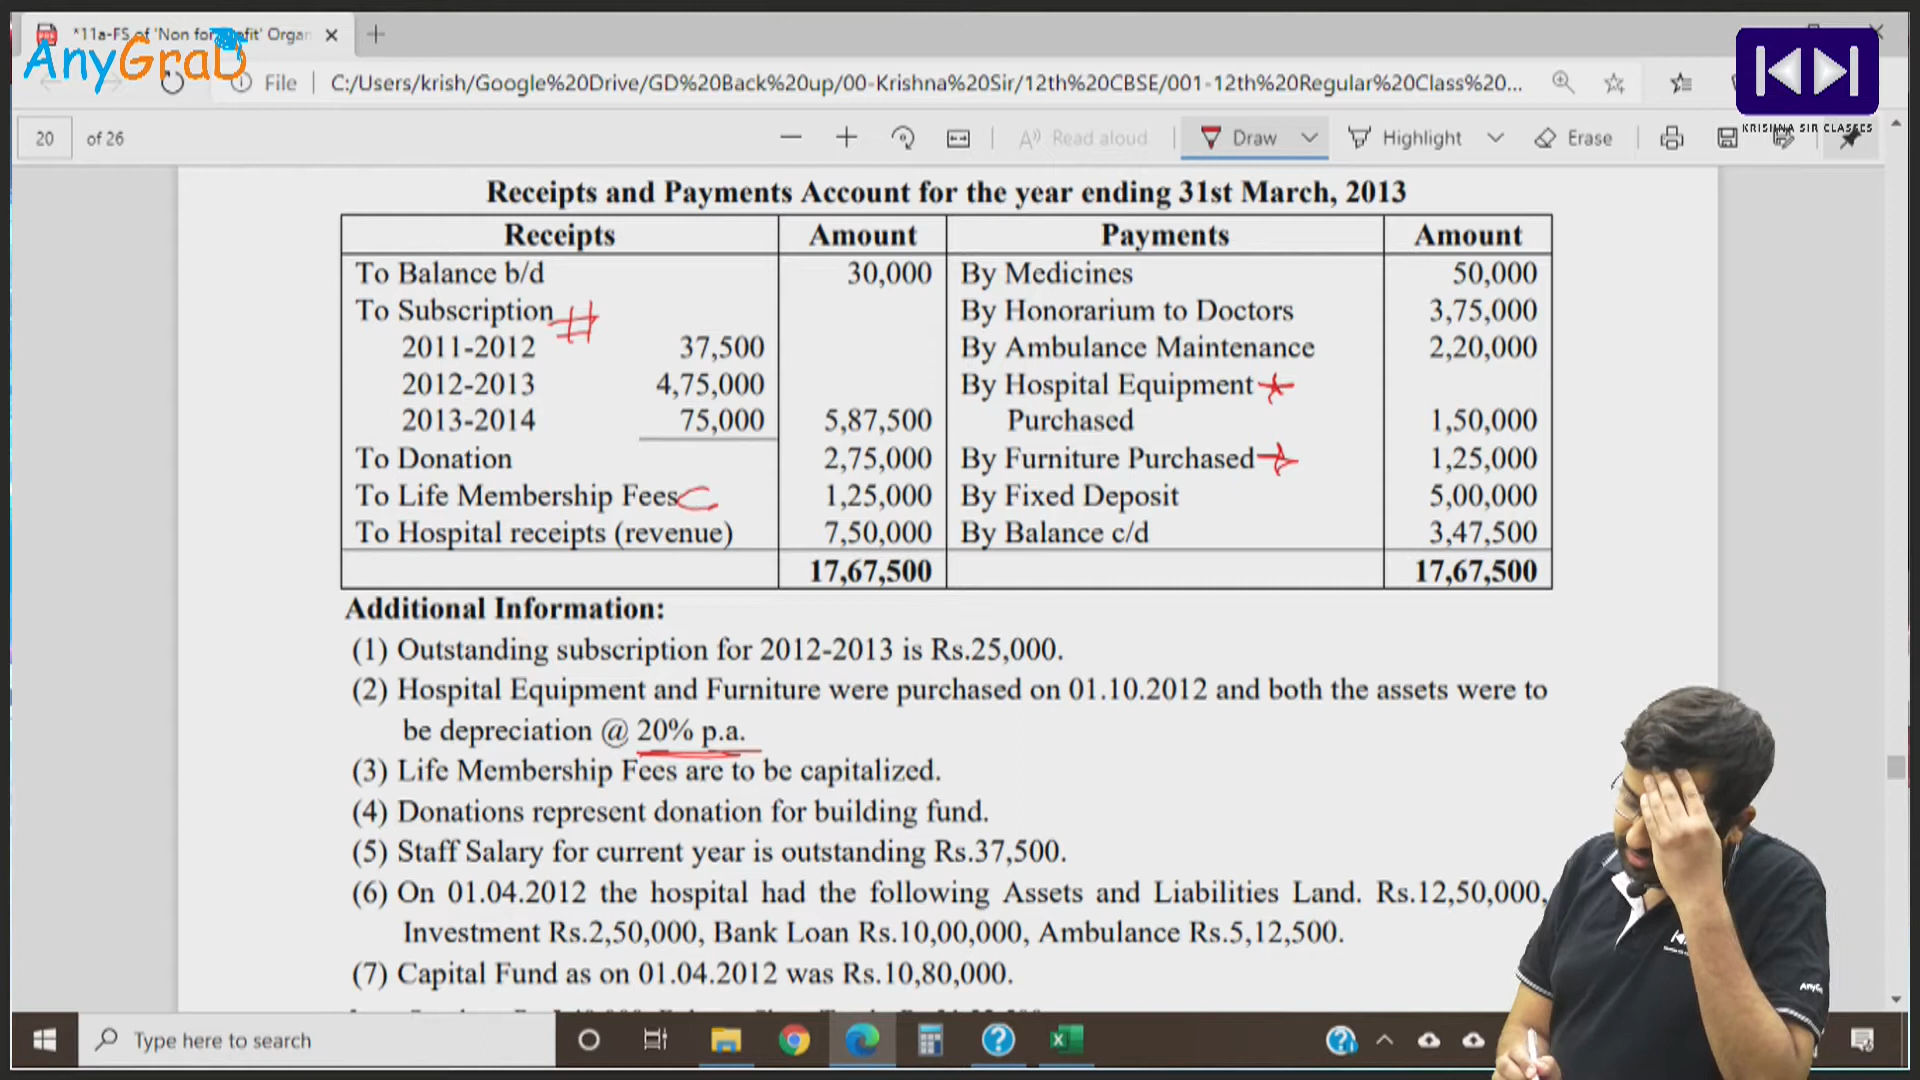 *11a-FS of 'Non for Profit' Organ
AnyGraD
File C:/Users/krish/Google%20Drive/GD%20Back%20up/00-Krishna%20Sir/12th%20CBSE/001-12th%20Regular%20Class%20...
KRISHNA SIR CLASSES
20 of 26 Read aloud Draw Highlight Erase
Receipts and Payments Account for the year ending 31st March, 2013
Receipts Amount Payments Amount
To Balance b/d 30,000 By Medicines 50,000
To Subscription # By Honorarium to Doctors 3,75,000
2011-2012 37,500 By Ambulance Maintenance 2,20,000
2012-2013 4,75,000 By Hospital Equipment
2013-2014 75,000 5,87,500 Purchased 1,50,000
To Donation 2,75,000 By Furniture Purchased 1,25,000
To Life Membership Fees 1,25,000 By Fixed Deposit 5,00,000
To Hospital receipts (revenue) 7,50,000 By Balance c/d 3,47,500
17,67,500 17,67,500
Additional Information:
(1) Outstanding subscription for 2012-2013 is Rs.25,000.
(2) Hospital Equipment and Furniture were purchased on 01.10.2012 and both the assets were to
be depreciation @ 20% p.a.
(3) Life Membership Fees are to be capitalized.
(4) Donations represent donation for building fund.
(5) Staff Salary for current year is outstanding Rs.37,500.
(6) On 01.04.2012 the hospital had the following Assets and Liabilities Land. Rs.12,50,000,
Investment Rs.2,50,000, Bank Loan Rs.10,00,000, Ambulance Rs.5,12,500.
(7) Capital Fund as on 01.04.2012 was Rs.10,80,000.
Type here to search